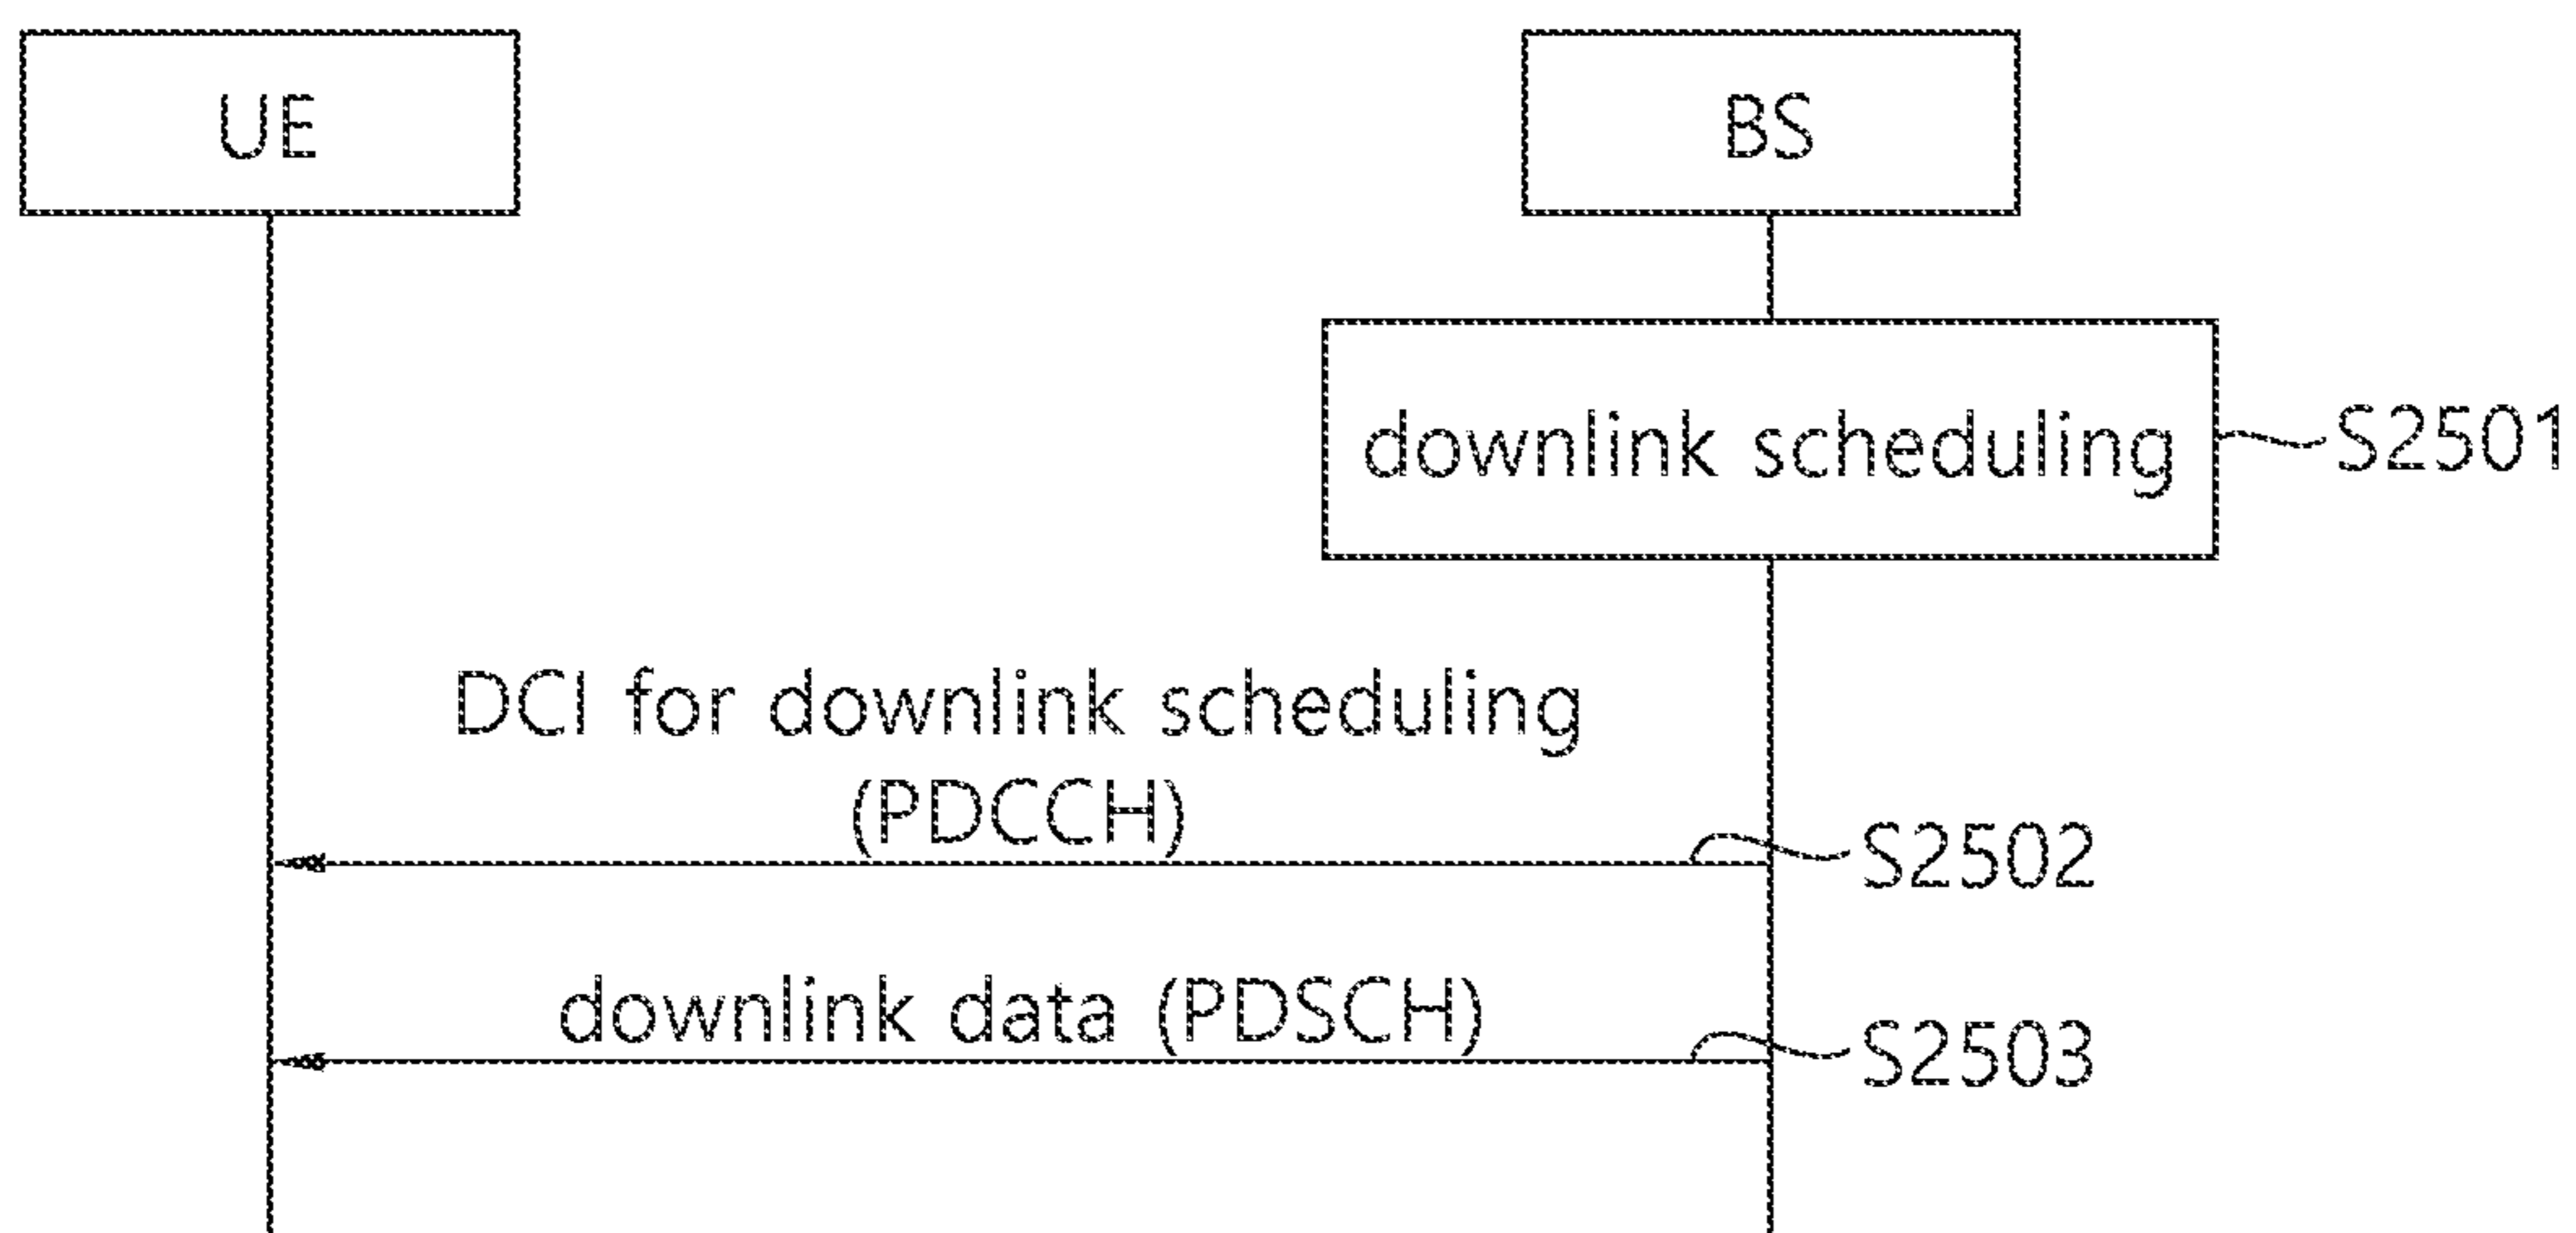 UE
BS
downlink scheduling
S2501
DCI for downlink scheduling
(PDCCH)
S2502
downlink data (PDSCH)
S2503